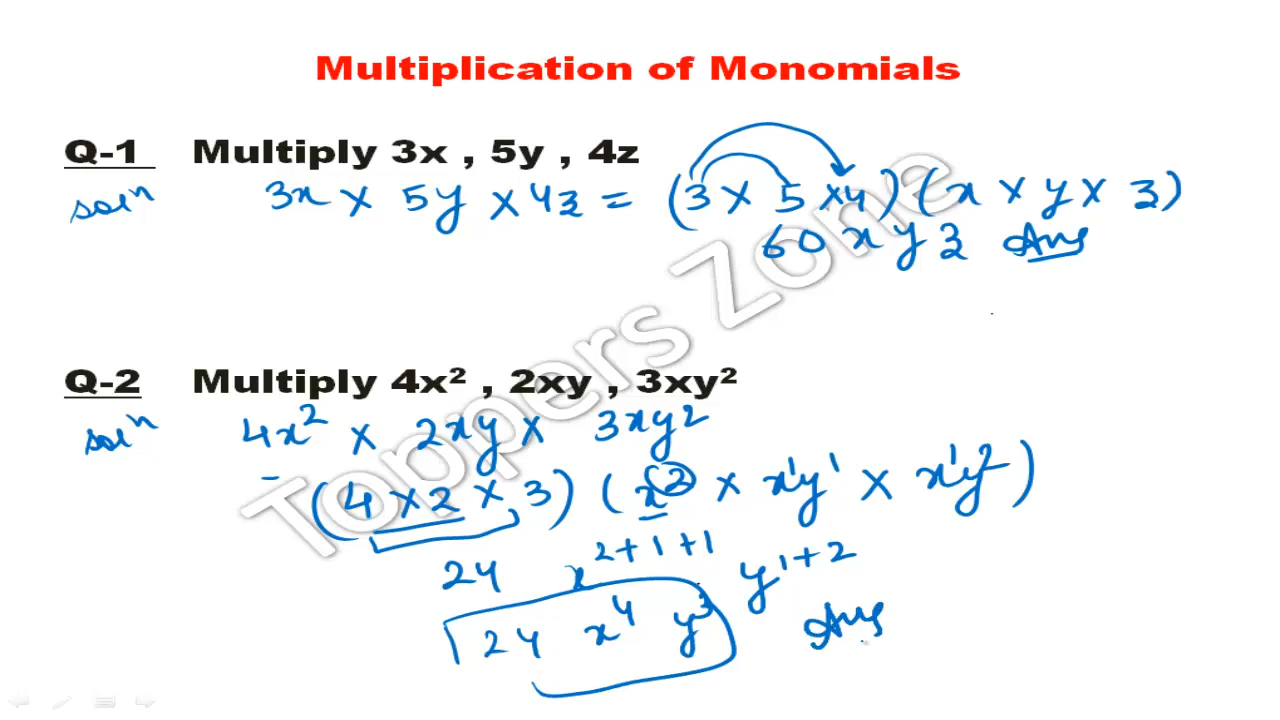 Multiplication of Monomials
Q-1 Multiply 3x , 5y , 4z
solⁿ 3x × 5y × 4z = (3 × 5 × 4) (x × y × z)
60 x y z Ans
Toppers Zone
Q-2 Multiply 4x² , 2xy , 3xy²
solⁿ 4x² × 2xy × 3xy²
= (4 × 2 × 3) (x² × x¹y¹ × x¹y²)
24 x²⁺¹⁺¹ y¹⁺²
24 x⁴ y³ Ans